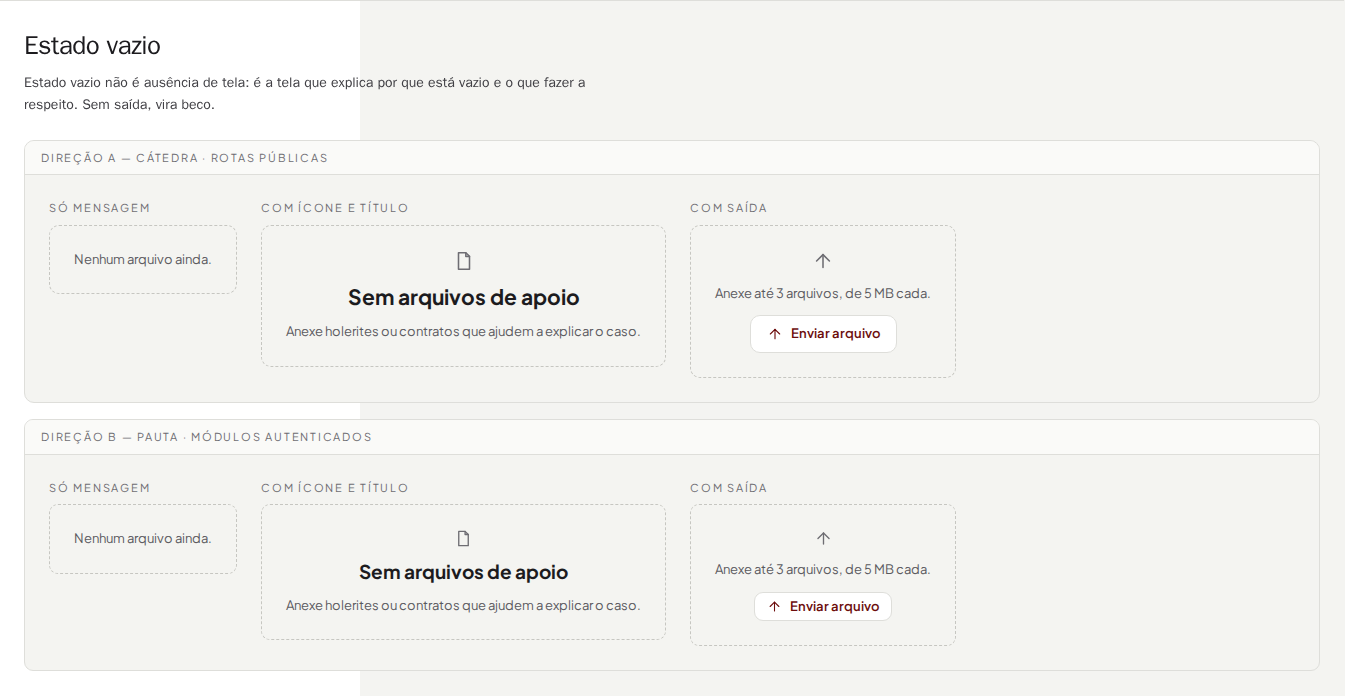 Estado vazio
Estado vazio não é ausência de tela: é a tela que explica por que está vazio e o que fazer a
respeito. Sem saída, vira beco.
DIREÇÃO A — CÁTEDRA · ROTAS PÚBLICAS
SÓ MENSAGEM
Nenhum arquivo ainda.
COM ÍCONE E TÍTULO
Sem arquivos de apoio
Anexe holerites ou contratos que ajudem a explicar o caso.
COM SAÍDA
Anexe até 3 arquivos, de 5 MB cada.
Enviar arquivo
DIREÇÃO B — PAUTA · MÓDULOS AUTENTICADOS
SÓ MENSAGEM
Nenhum arquivo ainda.
COM ÍCONE E TÍTULO
Sem arquivos de apoio
Anexe holerites ou contratos que ajudem a explicar o caso.
COM SAÍDA
Anexe até 3 arquivos, de 5 MB cada.
Enviar arquivo